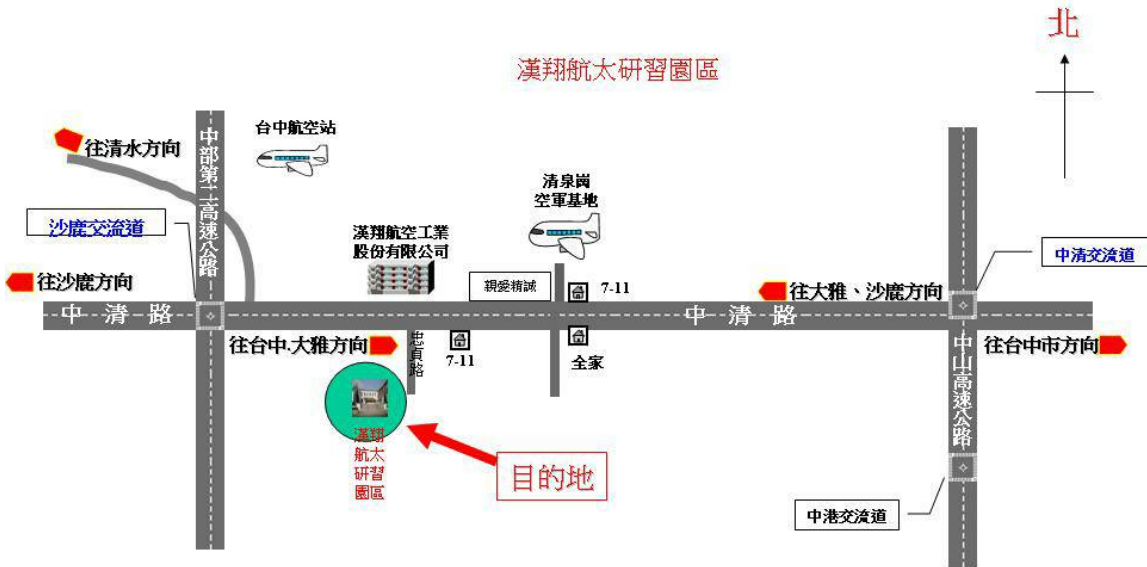 北
漢翔航太研習園區
台中航空站
往清水方向
中部第二高速公路
清泉崗
空軍基地
沙鹿交流道
漢翔航空工業
股份有限公司
中清交流道
往沙鹿方向
親愛精誠
7-11
往大雅、沙鹿方向
中清路
中清路
往台中.大雅方向
忠貞路
7-11
全家
中山高速公路
往台中市方向
漢翔
航太
研習
園區
目的地
中港交流道